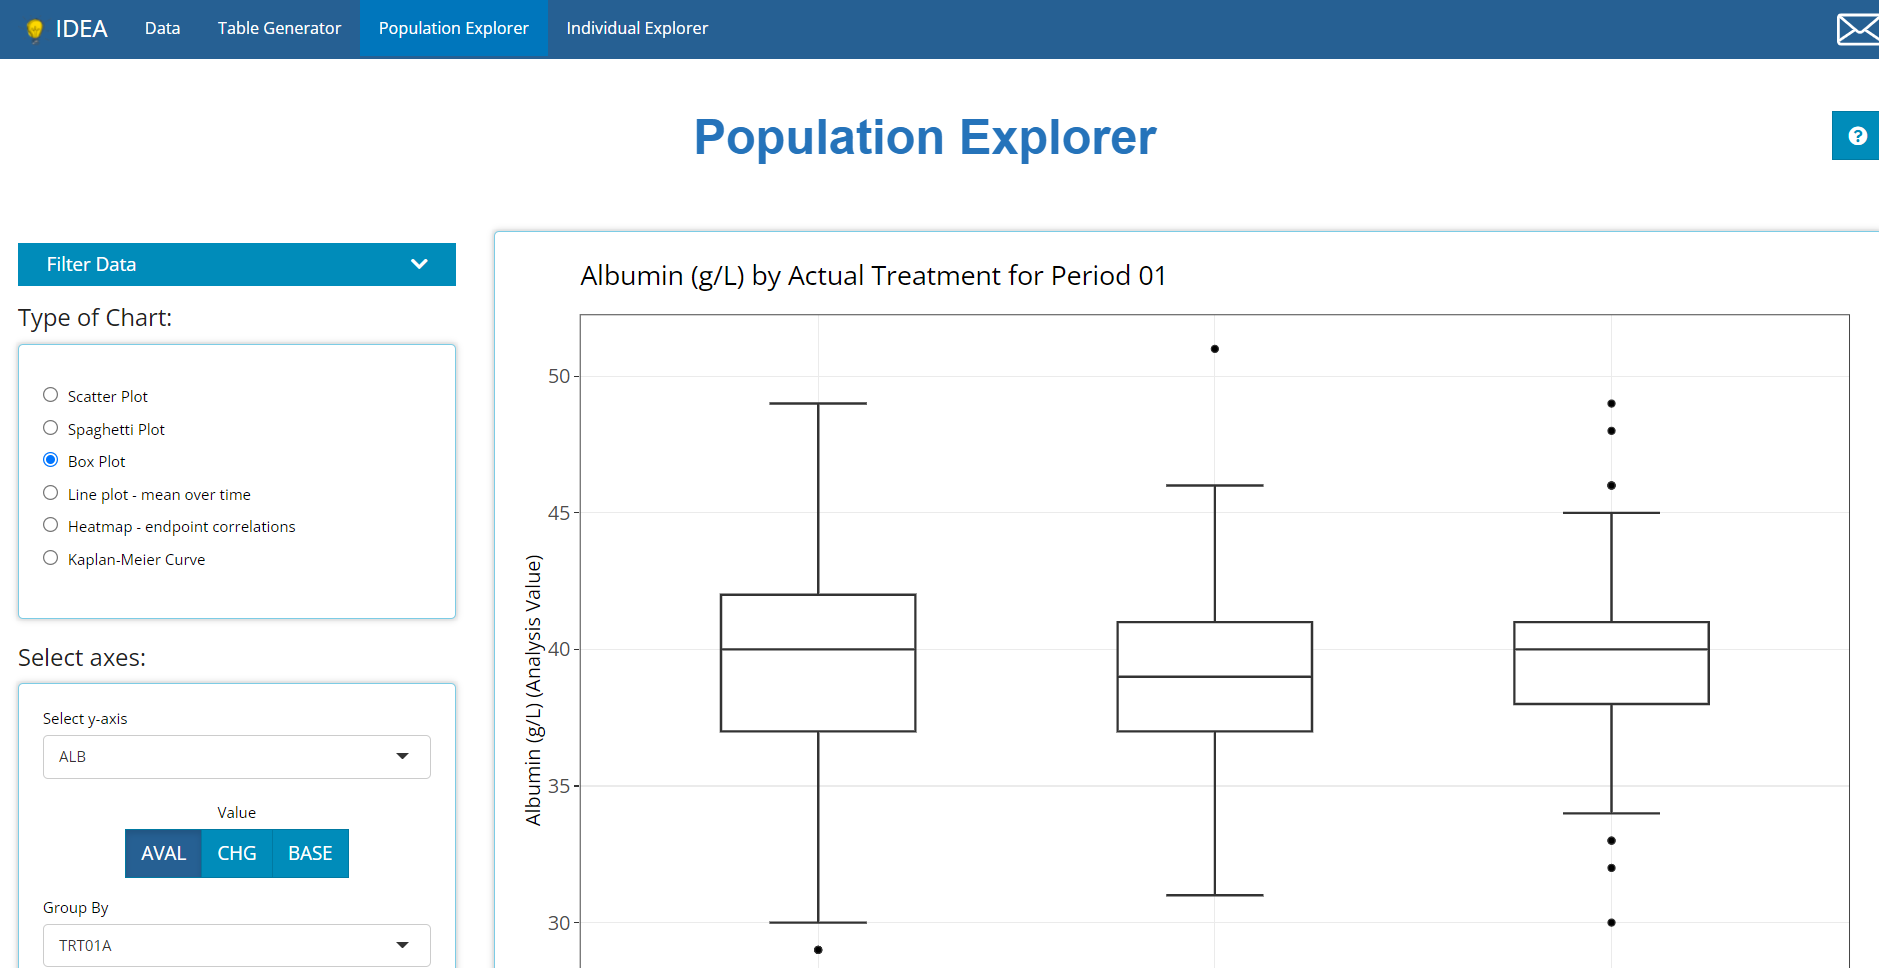 IDEA Data Table Generator Population Explorer Individual Explorer
Population Explorer
Filter Data
Type of Chart:
Scatter Plot
Spaghetti Plot
Box Plot
Line plot - mean over time
Heatmap - endpoint correlations
Kaplan-Meier Curve
Select axes:
Select y-axis
ALB
Value
AVAL CHG BASE
Group By
TRT01A
Albumin (g/L) by Actual Treatment for Period 01
Albumin (g/L) (Analysis Value)
50
45
40
35
30